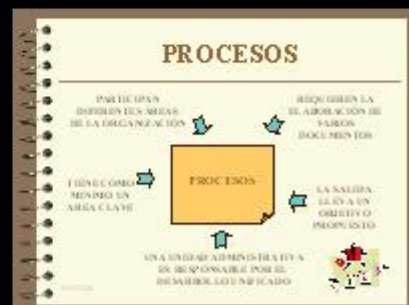 PROCESOS
PARTICIPAN
DIFERENTES AREAS
DE LA ORGANIZACIÓN
REQUIEREN LA
ELABORACIÓN DE
VARIOS
DOCUMENTOS
PROCESOS
TIENE COMO
MINIMO UN
AREA CLAVE
LA SALIDA
LLEVA UN
OBJETIVO
PROPUESTO
UNA UNIDAD ADMINISTRATIVA
ES RESPONSABLE POR EL
DESARROLLO UNIFICADO